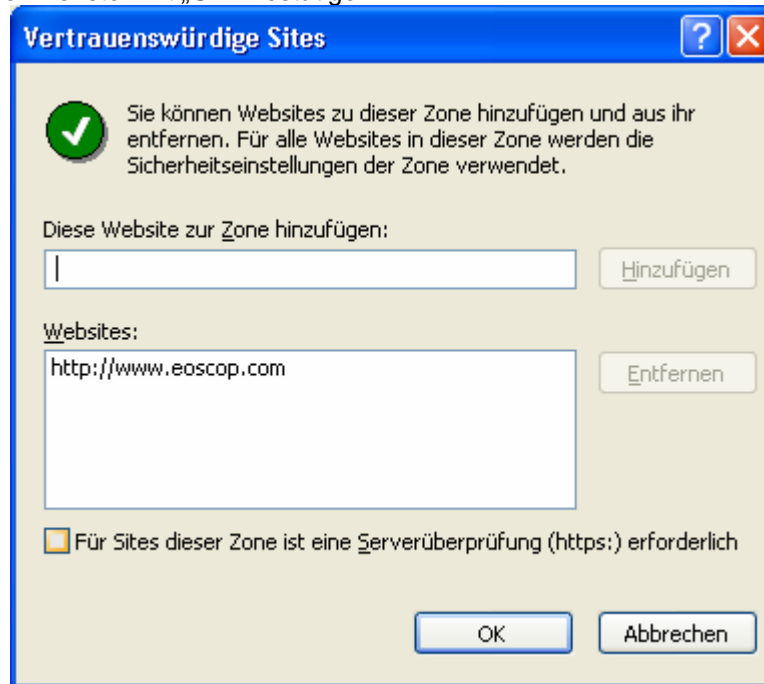 Vertrauenswürdige Sites
Sie können Websites zu dieser Zone hinzufügen und aus ihr
entfernen. Für alle Websites in dieser Zone werden die
Sicherheitseinstellungen der Zone verwendet.
Diese Website zur Zone hinzufügen:
Hinzufügen
Websites:
http://www.eoscop.com
Entfernen
Für Sites dieser Zone ist eine Serverüberprüfung (https:) erforderlich
OK
Abbrechen